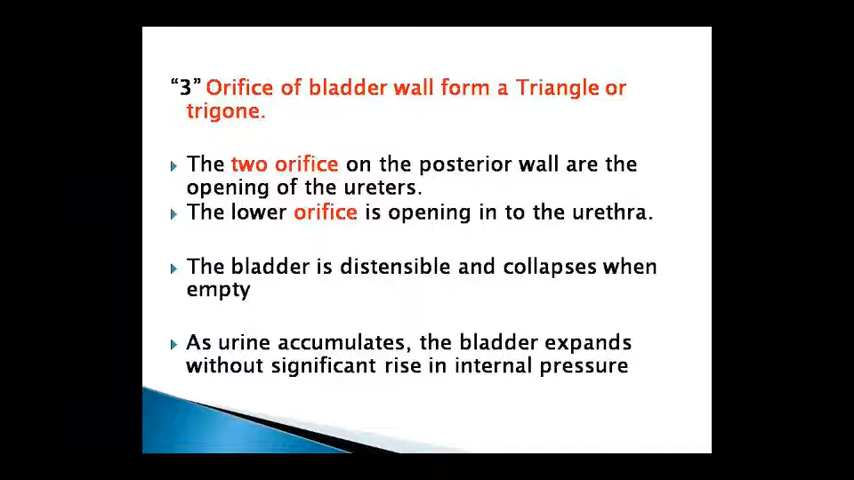 “3” Orifice of bladder wall form a Triangle or
trigone.
The two orifice on the posterior wall are the
opening of the ureters.
The lower orifice is opening in to the urethra.
The bladder is distensible and collapses when
empty
As urine accumulates, the bladder expands
without significant rise in internal pressure